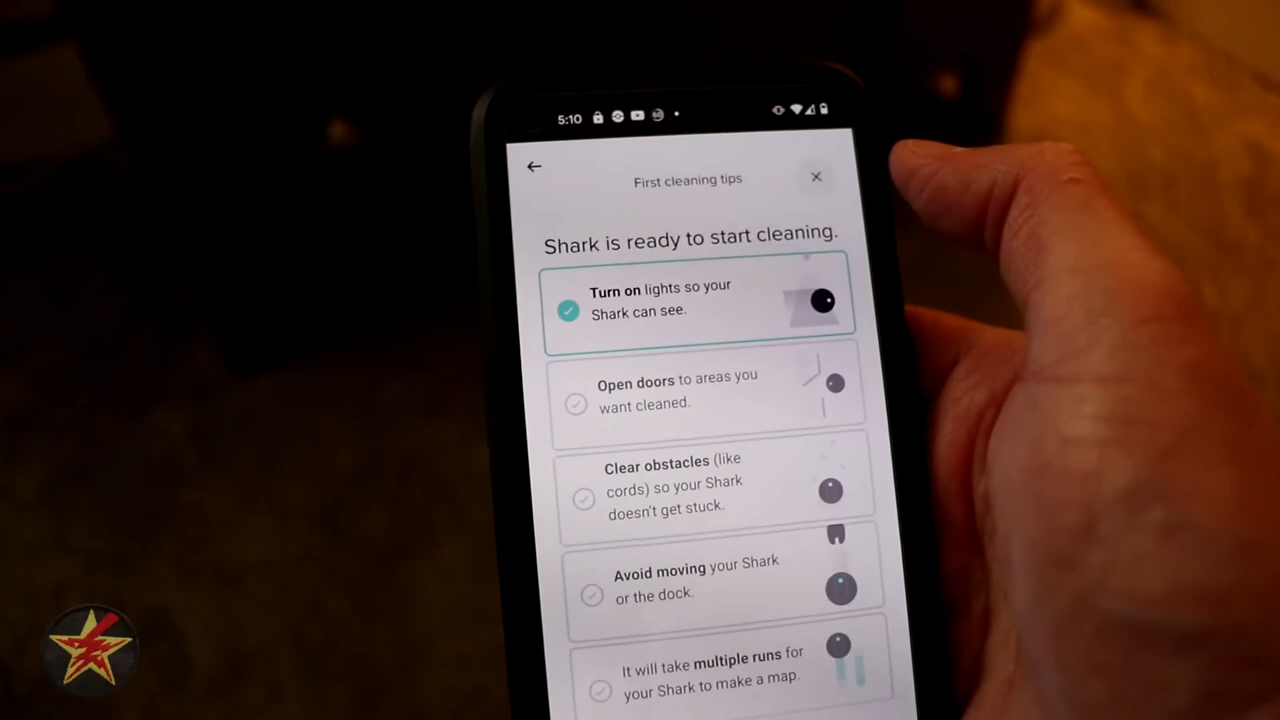 5:10
First cleaning tips
Shark is ready to start cleaning.
Turn on lights so your
Shark can see.
Open doors to areas you
want cleaned.
Clear obstacles (like
cords) so your Shark
doesn't get stuck.
Avoid moving your Shark
or the dock.
It will take multiple runs for
your Shark to make a map.